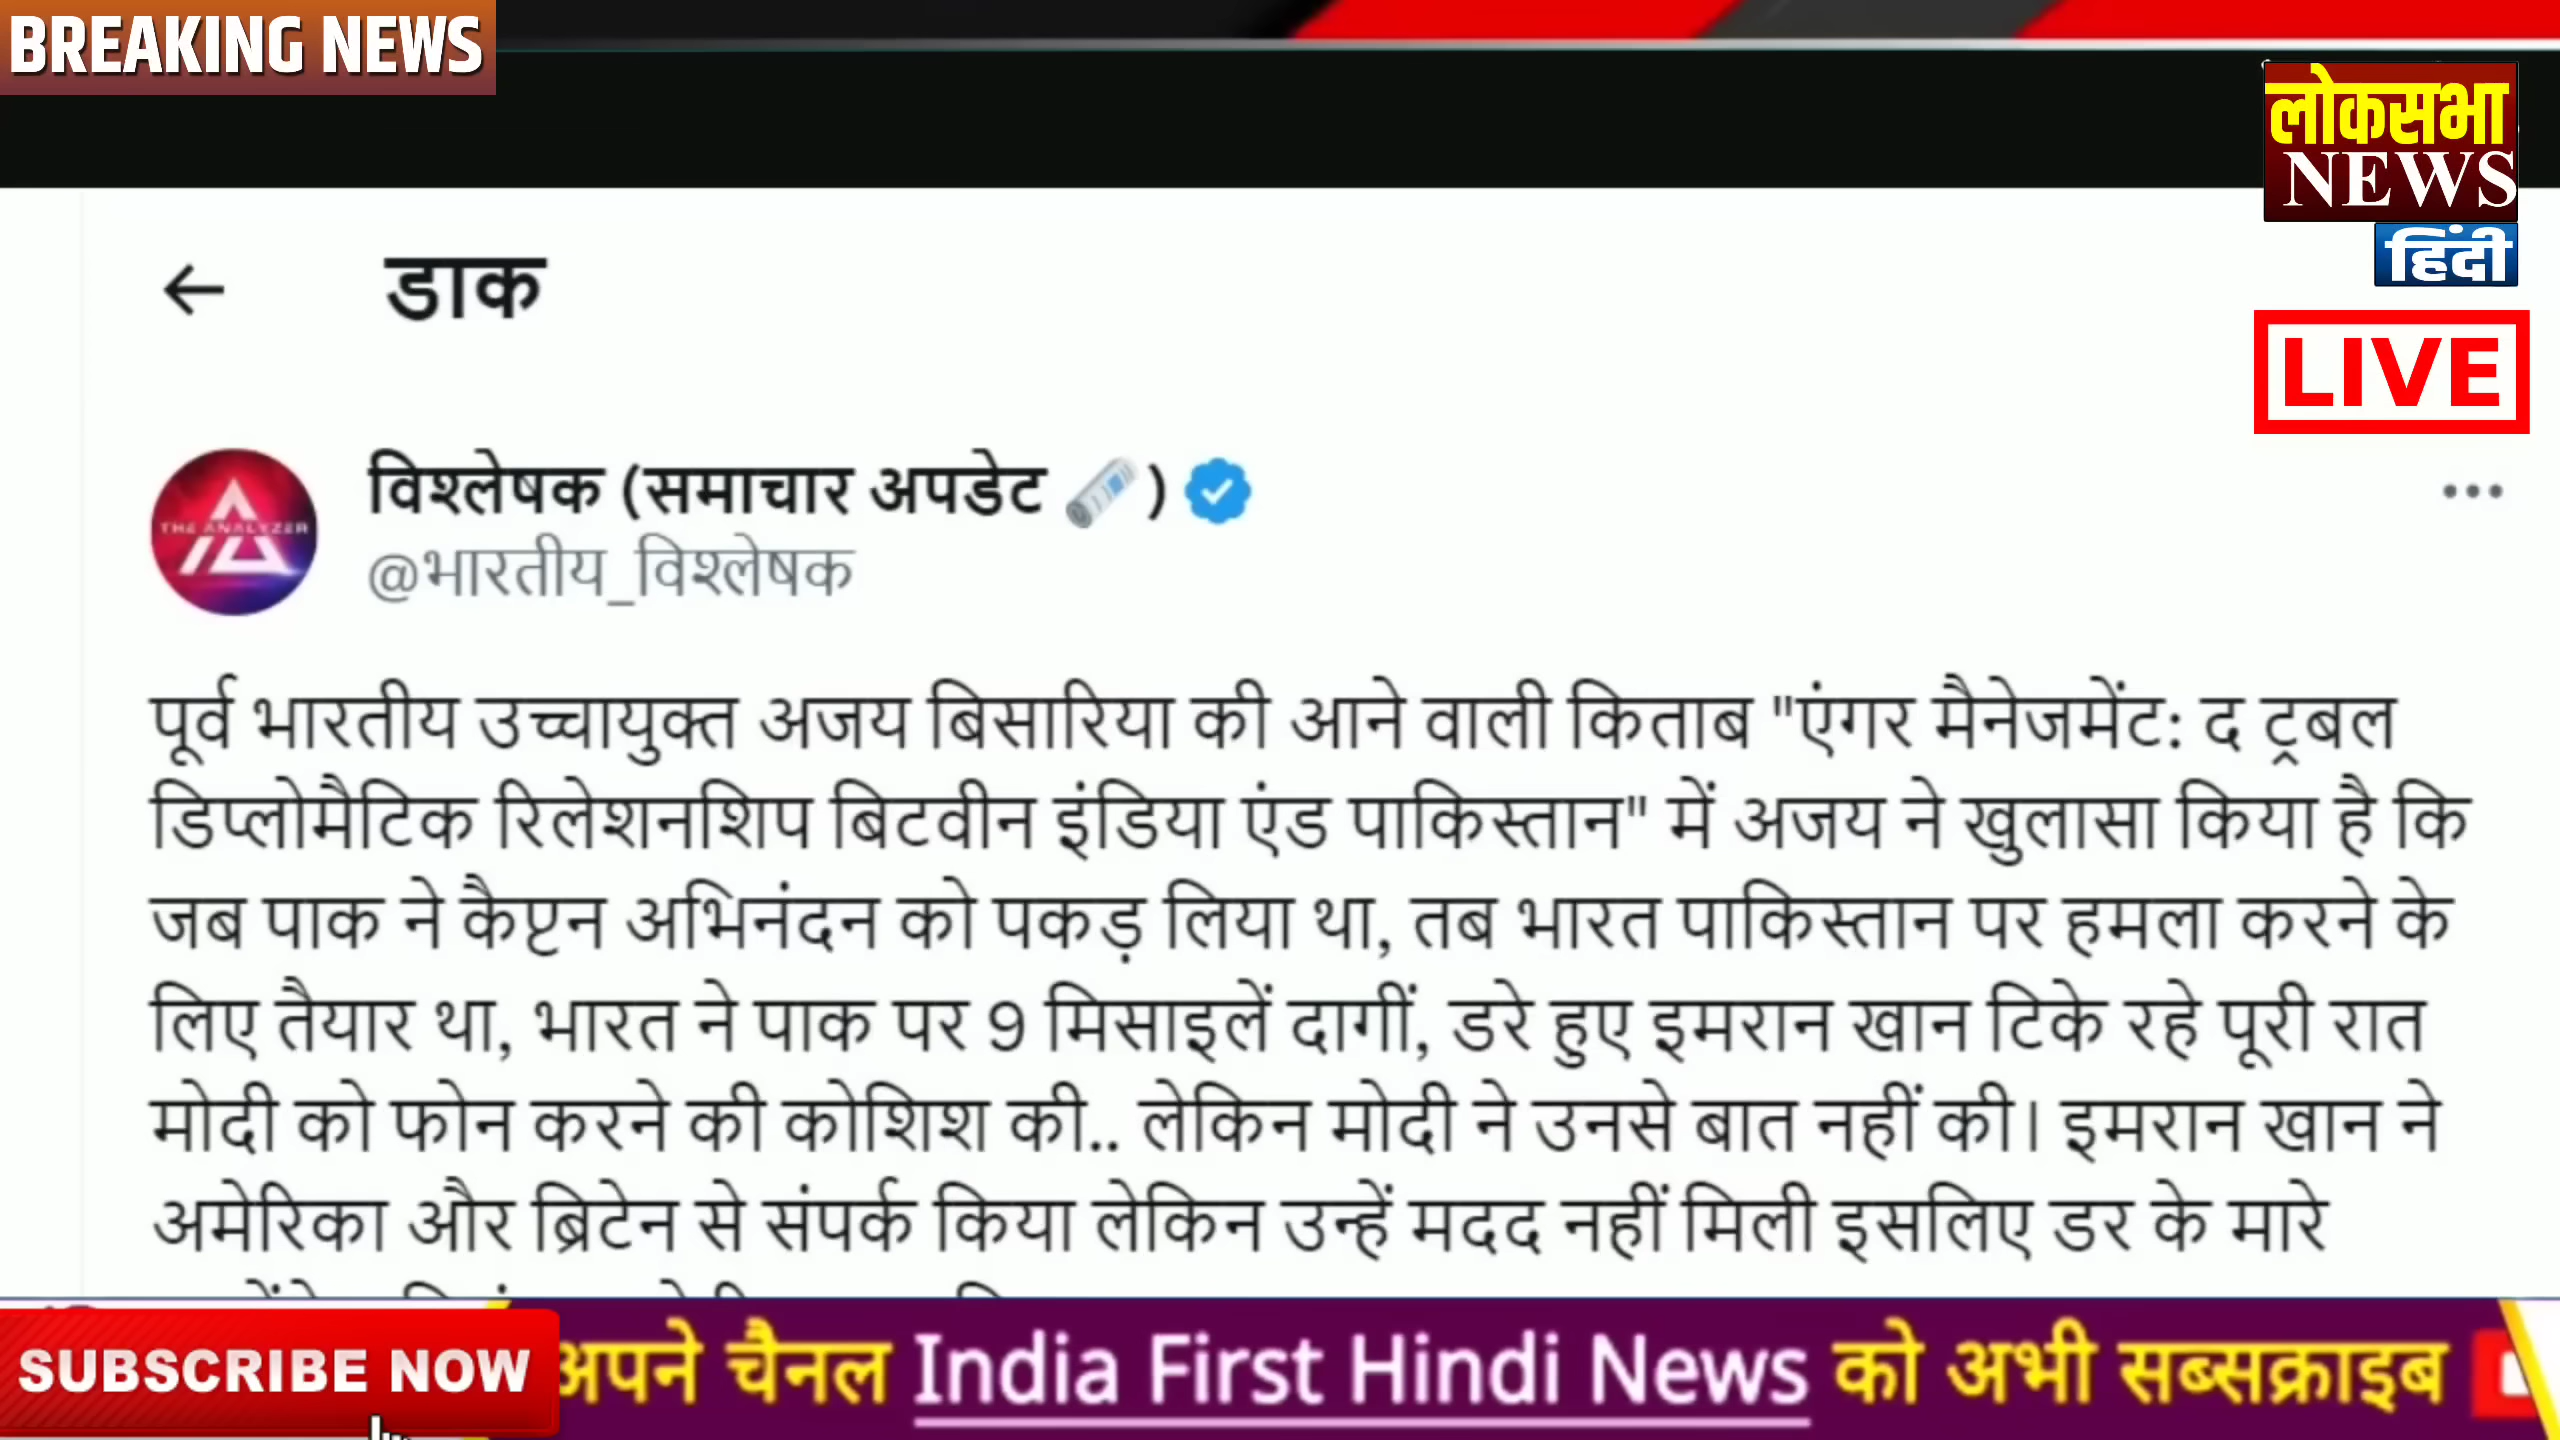 BREAKING NEWS
लोकसभा
NEWS
हिंदी
LIVE
डाक
THE ANALYZER
विश्लेषक (समाचार अपडेट 🗞️)
@भारतीय_विश्लेषक
पूर्व भारतीय उच्चायुक्त अजय बिसारिया की आने वाली किताब "एंगर मैनेजमेंट: द ट्रबल
डिप्लोमैटिक रिलेशनशिप बिटवीन इंडिया एंड पाकिस्तान" में अजय ने खुलासा किया है कि
जब पाक ने कैप्टन अभिनंदन को पकड़ लिया था, तब भारत पाकिस्तान पर हमला करने के
लिए तैयार था, भारत ने पाक पर 9 मिसाइलें दागीं, डरे हुए इमरान खान टिके रहे पूरी रात
मोदी को फोन करने की कोशिश की.. लेकिन मोदी ने उनसे बात नहीं की। इमरान खान ने
अमेरिका और ब्रिटेन से संपर्क किया लेकिन उन्हें मदद नहीं मिली इसलिए डर के मारे
SUBSCRIBE NOW अपने चैनल India First Hindi News को अभी सब्सक्राइब